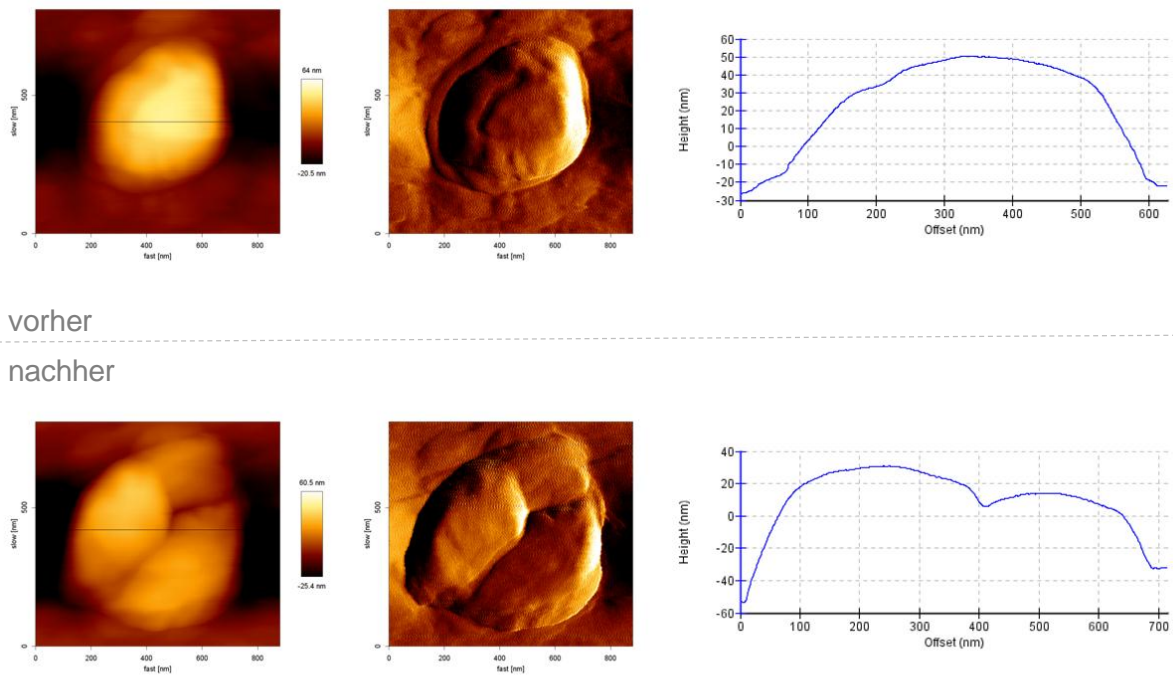 64 nm
-20.5 nm
500
0
slow [nm]
0 200 400 600 800
fast [nm]
500
0
slow [nm]
0 200 400 600 800
fast [nm]
60
50
40
30
20
10
0
-10
-20
-30
Height (nm)
0 100 200 300 400 500 600
Offset (nm)
vorher
nachher
60.5 nm
-25.4 nm
500
0
slow [nm]
0 200 400 600 800
fast [nm]
500
0
slow [nm]
0 200 400 600 800
fast [nm]
40
20
0
-20
-40
-60
Height (nm)
0 100 200 300 400 500 600 700
Offset (nm)